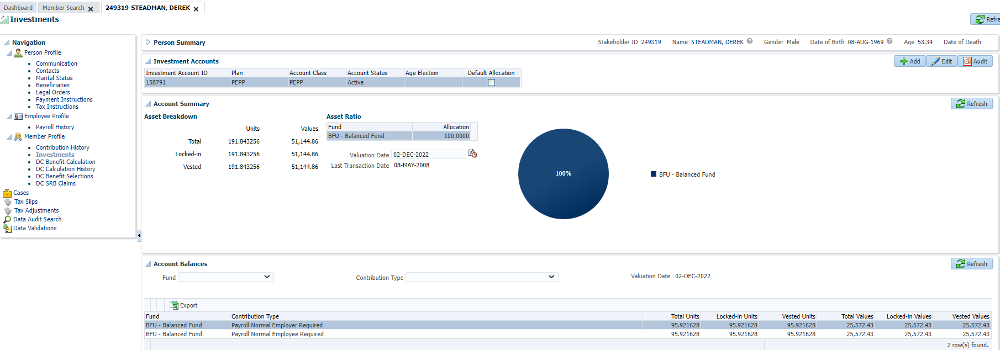 Dashboard Member Search 249319-STEADMAN, DEREK
Investments
Refre
Navigation
Person Profile
Communication
Contacts
Marital Status
Beneficiaries
Legal Orders
Payment Instructions
Tax Instructions
Employee Profile
Payroll History
Member Profile
Contribution History
Investments
DC Benefit Calculation
DC Calculation History
DC Benefit Selections
DC SRB Claims
Cases
Tax Slips
Tax Adjustments
Data Audit Search
Data Validations
Person Summary Stakeholder ID 249319 Name STEADMAN, DEREK ? Gender Male Date of Birth 08-AUG-1969 ? Age 53.34 Date of Death
Investment Accounts Add Edit Audit
Investment Account ID Plan Account Class Account Status Age Election Default Allocation
158791 PEPP PEPP Active
Account Summary Refresh
Asset Breakdown
Units Values
Total 191.843256 51,144.86
Locked-in 191.843256 51,144.86
Vested 191.843256 51,144.86
Asset Ratio
Fund Allocation
BFU - Balanced Fund 100.0000
Valuation Date 02-DEC-2022
Last Transaction Date 08-MAY-2008
100%
BFU - Balanced Fund
Account Balances Refresh
Fund Contribution Type Valuation Date 02-DEC-2022
Export
Fund Contribution Type Total Units Locked-in Units Vested Units Total Values Locked-in Values Vested Values
BFU - Balanced Fund Payroll Normal Employer Required 95.921628 95.921628 95.921628 25,572.43 25,572.43 25,572.43
BFU - Balanced Fund Payroll Normal Employee Required 95.921628 95.921628 95.921628 25,572.43 25,572.43 25,572.43
2 row(s) found.